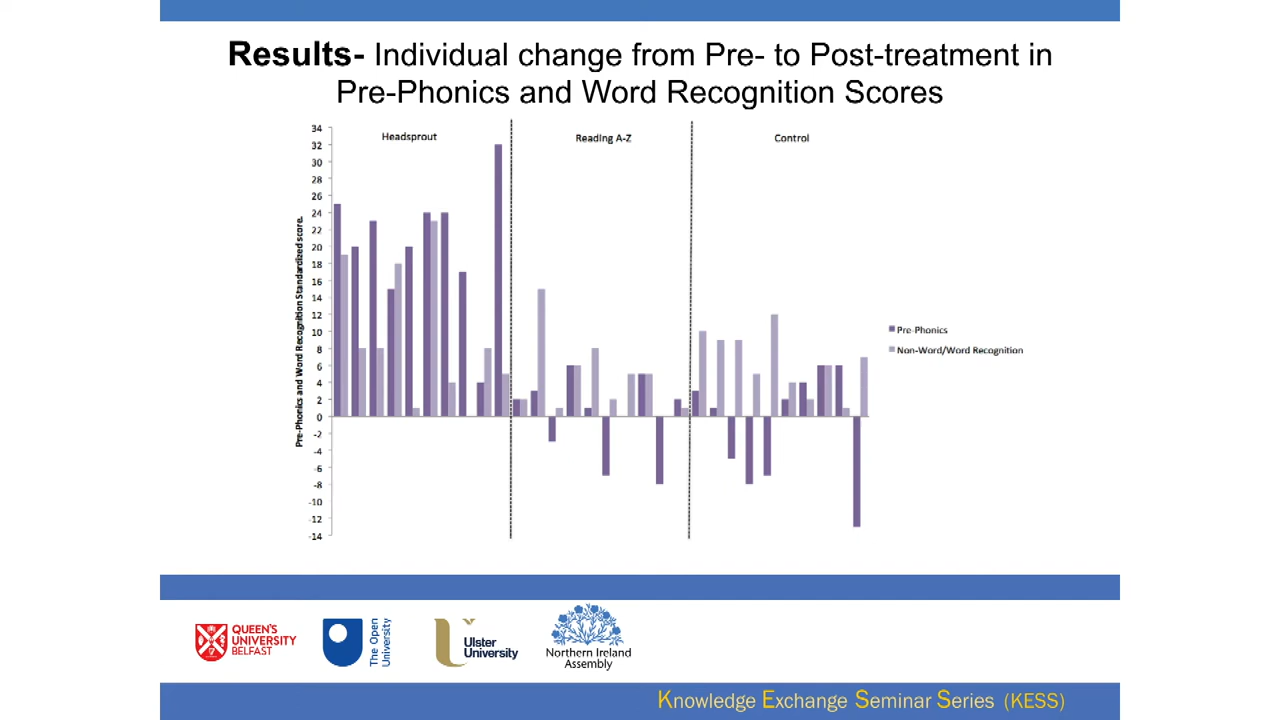 Results- Individual change from Pre- to Post-treatment in
Pre-Phonics and Word Recognition Scores
Headsprout
Reading A-Z
Control
Pre-Phonics and Word Recognition Standardized score.
34
32
30
28
26
24
22
20
18
16
14
12
10
8
6
4
2
0
-2
-4
-6
-8
-10
-12
-14
Pre-Phonics
Non-Word/Word Recognition
QUEEN'S
UNIVERSITY
BELFAST
The Open
University
Ulster
University
Northern Ireland
Assembly
Knowledge Exchange Seminar Series (KESS)